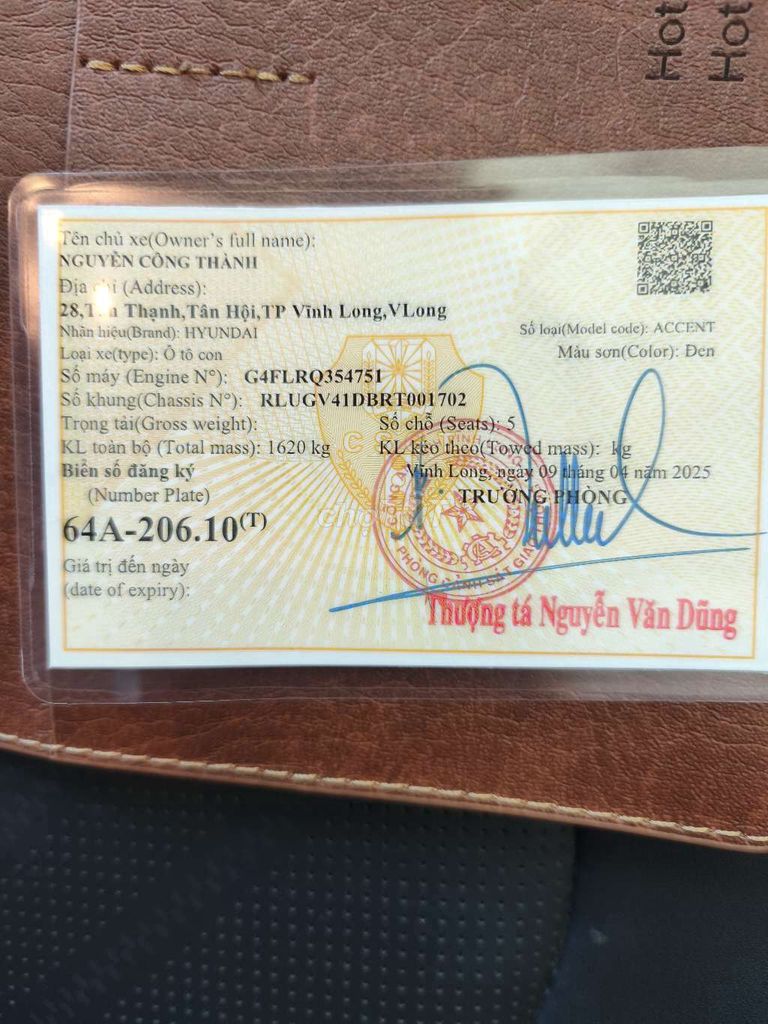 Hot
Hot
Tên chủ xe(Owner's full name):
NGUYỄN CÔNG THÀNH
Địa chỉ (Address):
28, Thạnh,Tân Hội,TP Vĩnh Long,VLong
Nhãn hiệu(Brand): HYUNDAI
Số loại(Model code): ACCENT
Loại xe(type): Ô tô con
Màu sơn(Color): Đen
Số máy (Engine N°): G4FLRQ354751
Số khung(Chassis N°): RLUGV41DBRT001702
Trọng tải(Gross weight):
Số chỗ (Seats): 5
KL toàn bộ (Total mass): 1620 kg
KL kéo theo(Towed mass): kg
Biển số đăng ký
Vĩnh Long, ngày 09 tháng 04 năm 2025
(Number Plate)
TRƯỞNG PHÒNG
64A-206.10(T)
Giá trị đến ngày
(date of expiry):
Thượng tá Nguyễn Văn Dũng